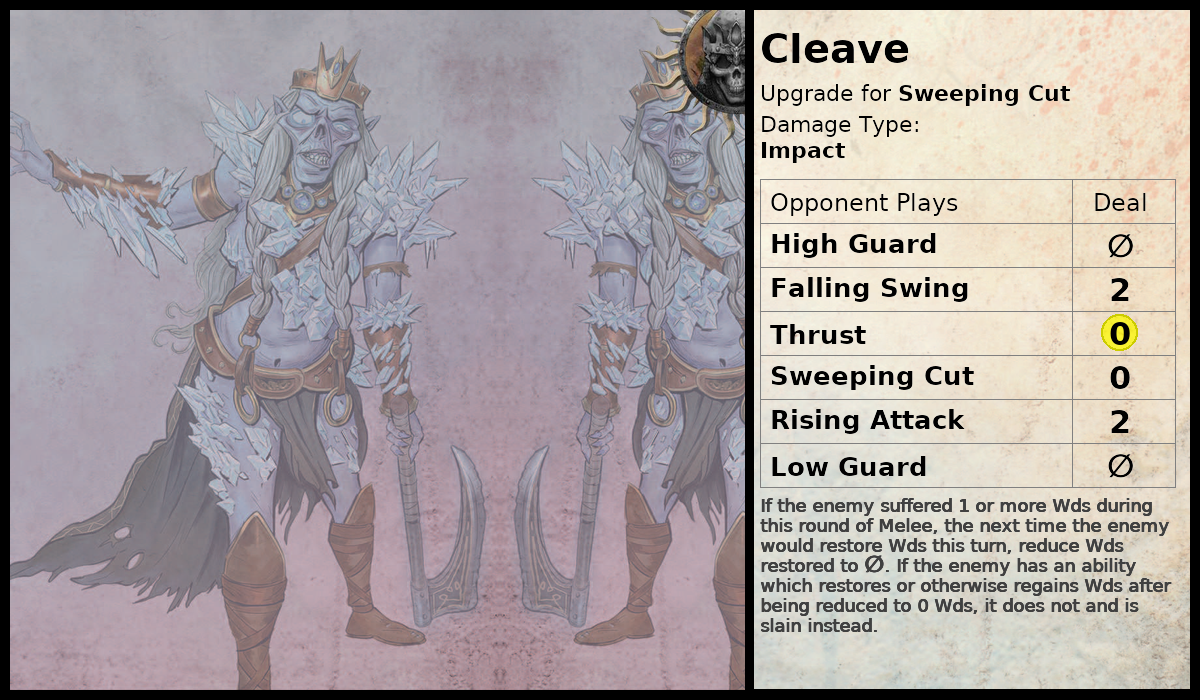 Cleave
Upgrade for Sweeping Cut
Damage Type:
Impact
Opponent Plays Deal
High Guard ∅
Falling Swing 2
Thrust 0
Sweeping Cut 0
Rising Attack 2
Low Guard ∅
If the enemy suffered 1 or more Wds during
this round of Melee, the next time the enemy
would restore Wds this turn, reduce Wds
restored to ∅. If the enemy has an ability
which restores or otherwise regains Wds after
being reduced to 0 Wds, it does not and is
slain instead.